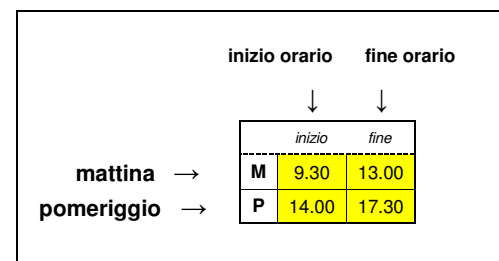 inizio orario fine orario
↓ ↓
inizio fine
mattina → M 9.30 13.00
pomeriggio → P 14.00 17.30